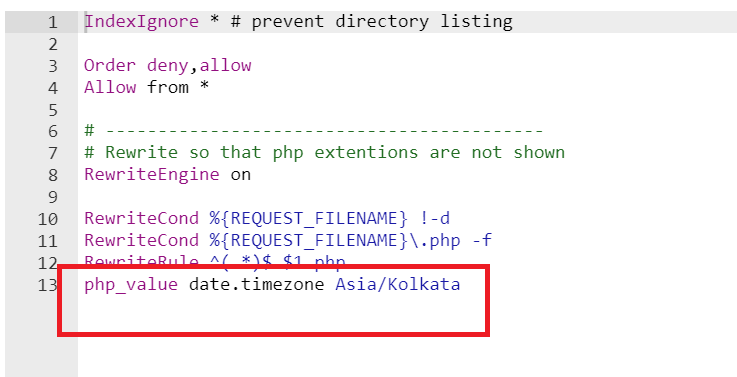 1 IndexIgnore * # prevent directory listing
2
3 Order deny,allow
4 Allow from *
5
6 # ------------------------------------------
7 # Rewrite so that php extentions are not shown
8 RewriteEngine on
9
10 RewriteCond %{REQUEST_FILENAME} !-d
11 RewriteCond %{REQUEST_FILENAME}\.php -f
12 RewriteRule ^(.*)$ $1.php
13 php_value date.timezone Asia/Kolkata